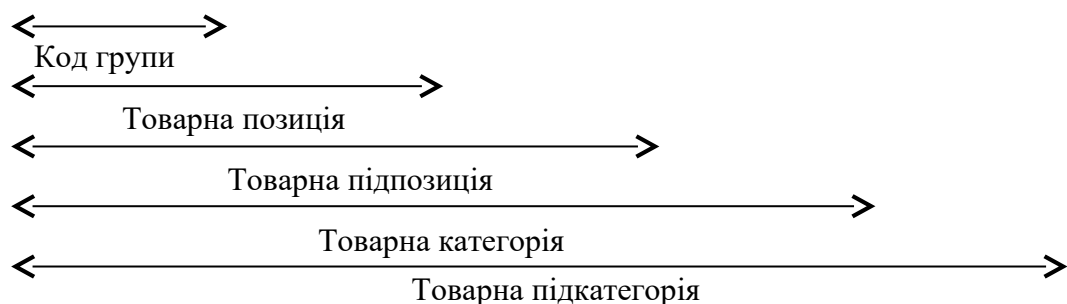 Код групи
Товарна позиція
Товарна підпозиція
Товарна категорія
Товарна підкатегорія